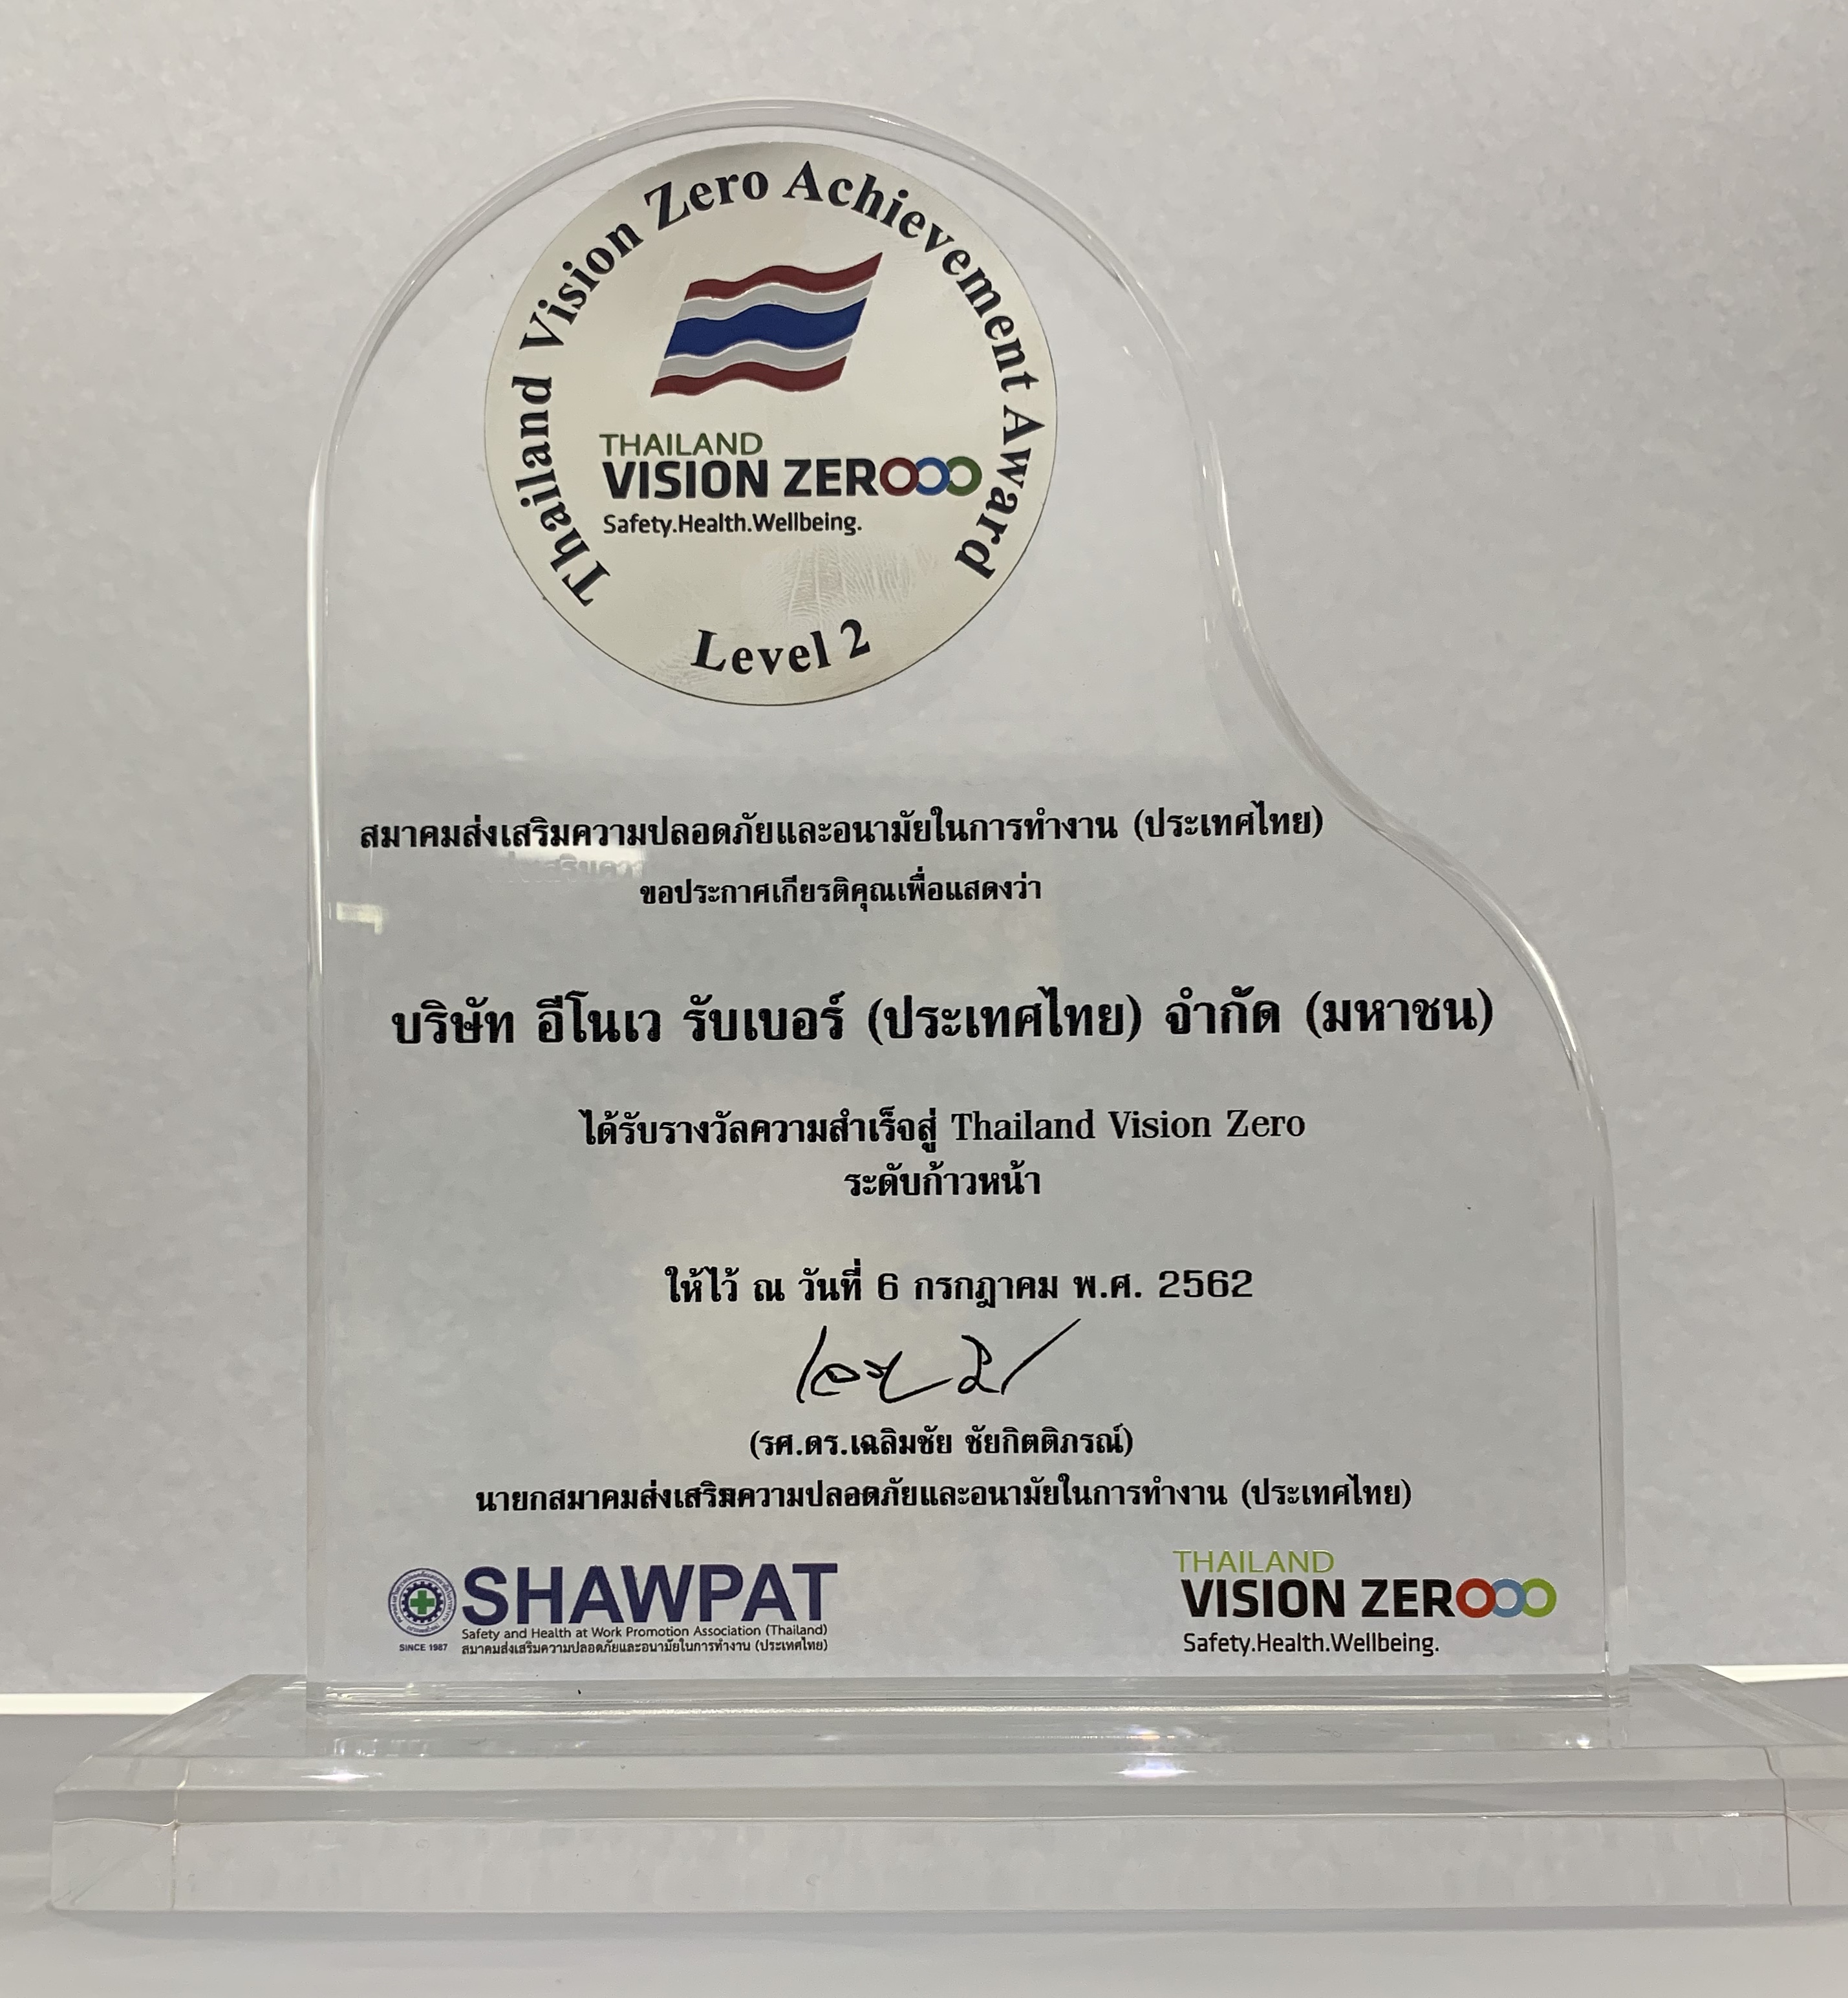 Thailand Vision Zero Achievement Award
THAILAND
VISION ZERO
Safety.Health.Wellbeing.
Level 2
สมาคมส่งเสริมความปลอดภัยและอนามัยในการทำงาน (ประเทศไทย)
ขอประกาศเกียรติคุณเพื่อแสดงว่า
บริษัท อีโนเว รับเบอร์ (ประเทศไทย) จำกัด (มหาชน)
ได้รับรางวัลความสำเร็จสู่ Thailand Vision Zero
ระดับก้าวหน้า
ให้ไว้ ณ วันที่ 6 กรกฎาคม พ.ศ. 2562
(รศ.ดร.เฉลิมชัย ชัยกิตติภรณ์)
นายกสมาคมส่งเสริมความปลอดภัยและอนามัยในการทำงาน (ประเทศไทย)
SHAWPAT
Safety and Health at Work Promotion Association (Thailand)
SINCE 1987 สมาคมส่งเสริมความปลอดภัยและอนามัยในการทำงาน (ประเทศไทย)
THAILAND
VISION ZERO
Safety.Health.Wellbeing.